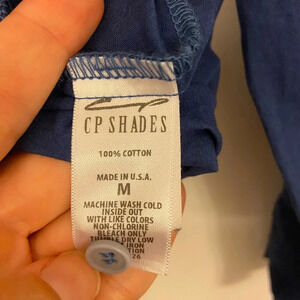 CP SHADES
100% COTTON
MADE IN U.S.A.
M
MACHINE WASH COLD
INSIDE OUT
WITH LIKE COLORS
NON-CHLORINE
BLEACH ONLY
TUMBLE DRY LOW
26